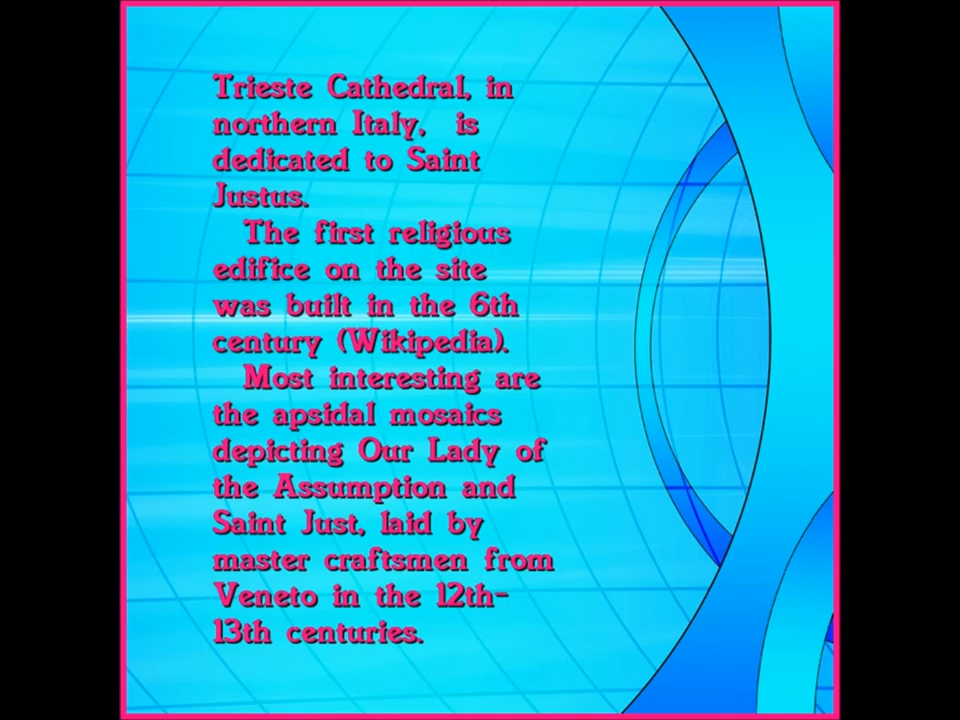 Trieste Cathedral, in
northern Italy,  is
dedicated to Saint
Justus.
The first religious
edifice on the site
was built in the 6th
century (Wikipedia).
Most interesting are
the apsidal mosaics
depicting Our Lady of
the Assumption and
Saint Just, laid by
master craftsmen from
Veneto in the 12th-
13th centuries.